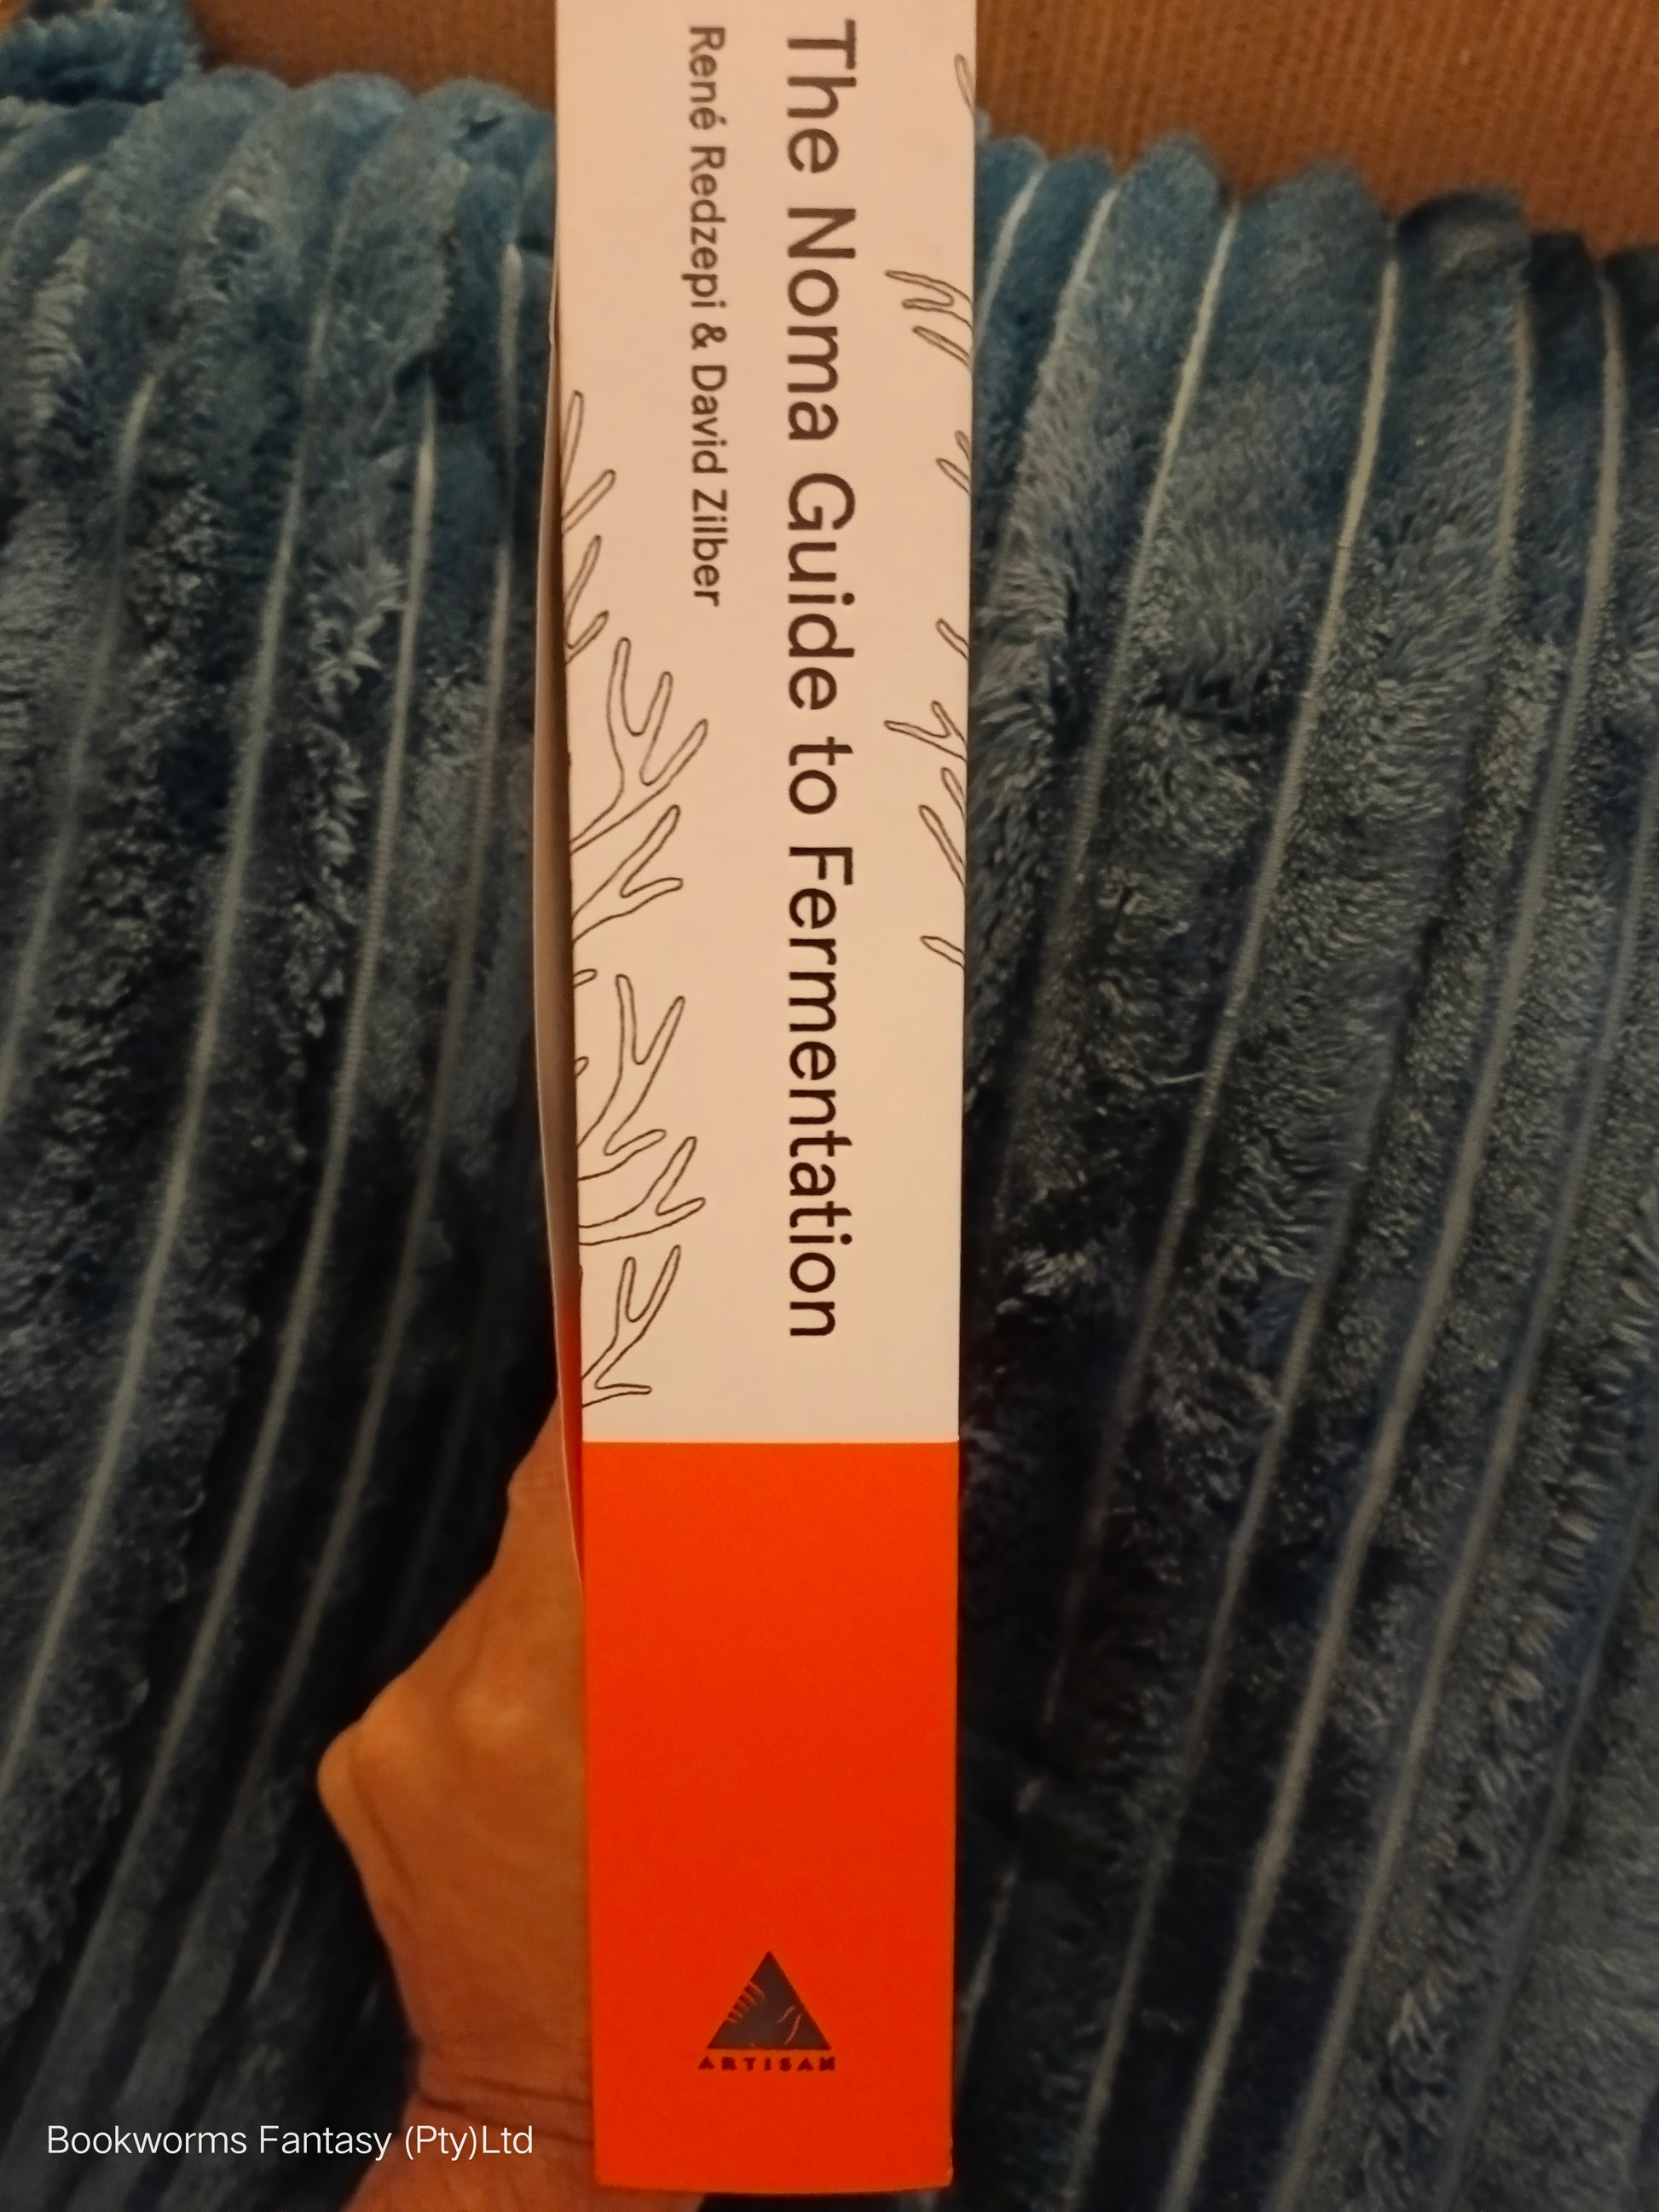 The Noma Guide to Fermentation
René Redzepi & David Zilber
ARTISAN
Bookworms Fantasy (Pty)Ltd